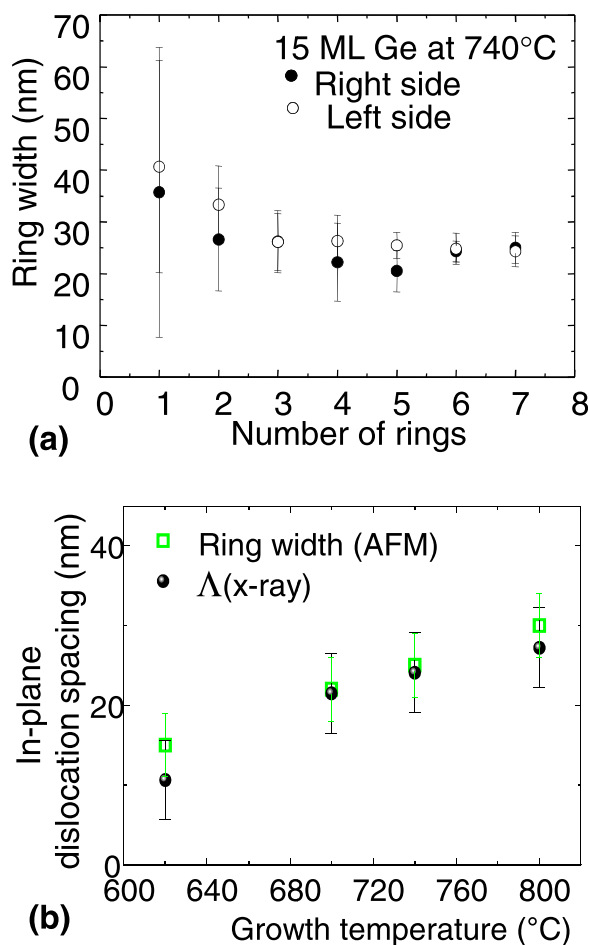 70
60
50
40
30
20
10
0
Ring width (nm)
15 ML Ge at 740°C
Right side
Left side
0 1 2 3 4 5 6 7 8
Number of rings
(a)
In-plane
dislocation spacing (nm)
40
20
0
Ring width (AFM)
Λ(x-ray)
600 640 680 720 760 800
Growth temperature (°C)
(b)